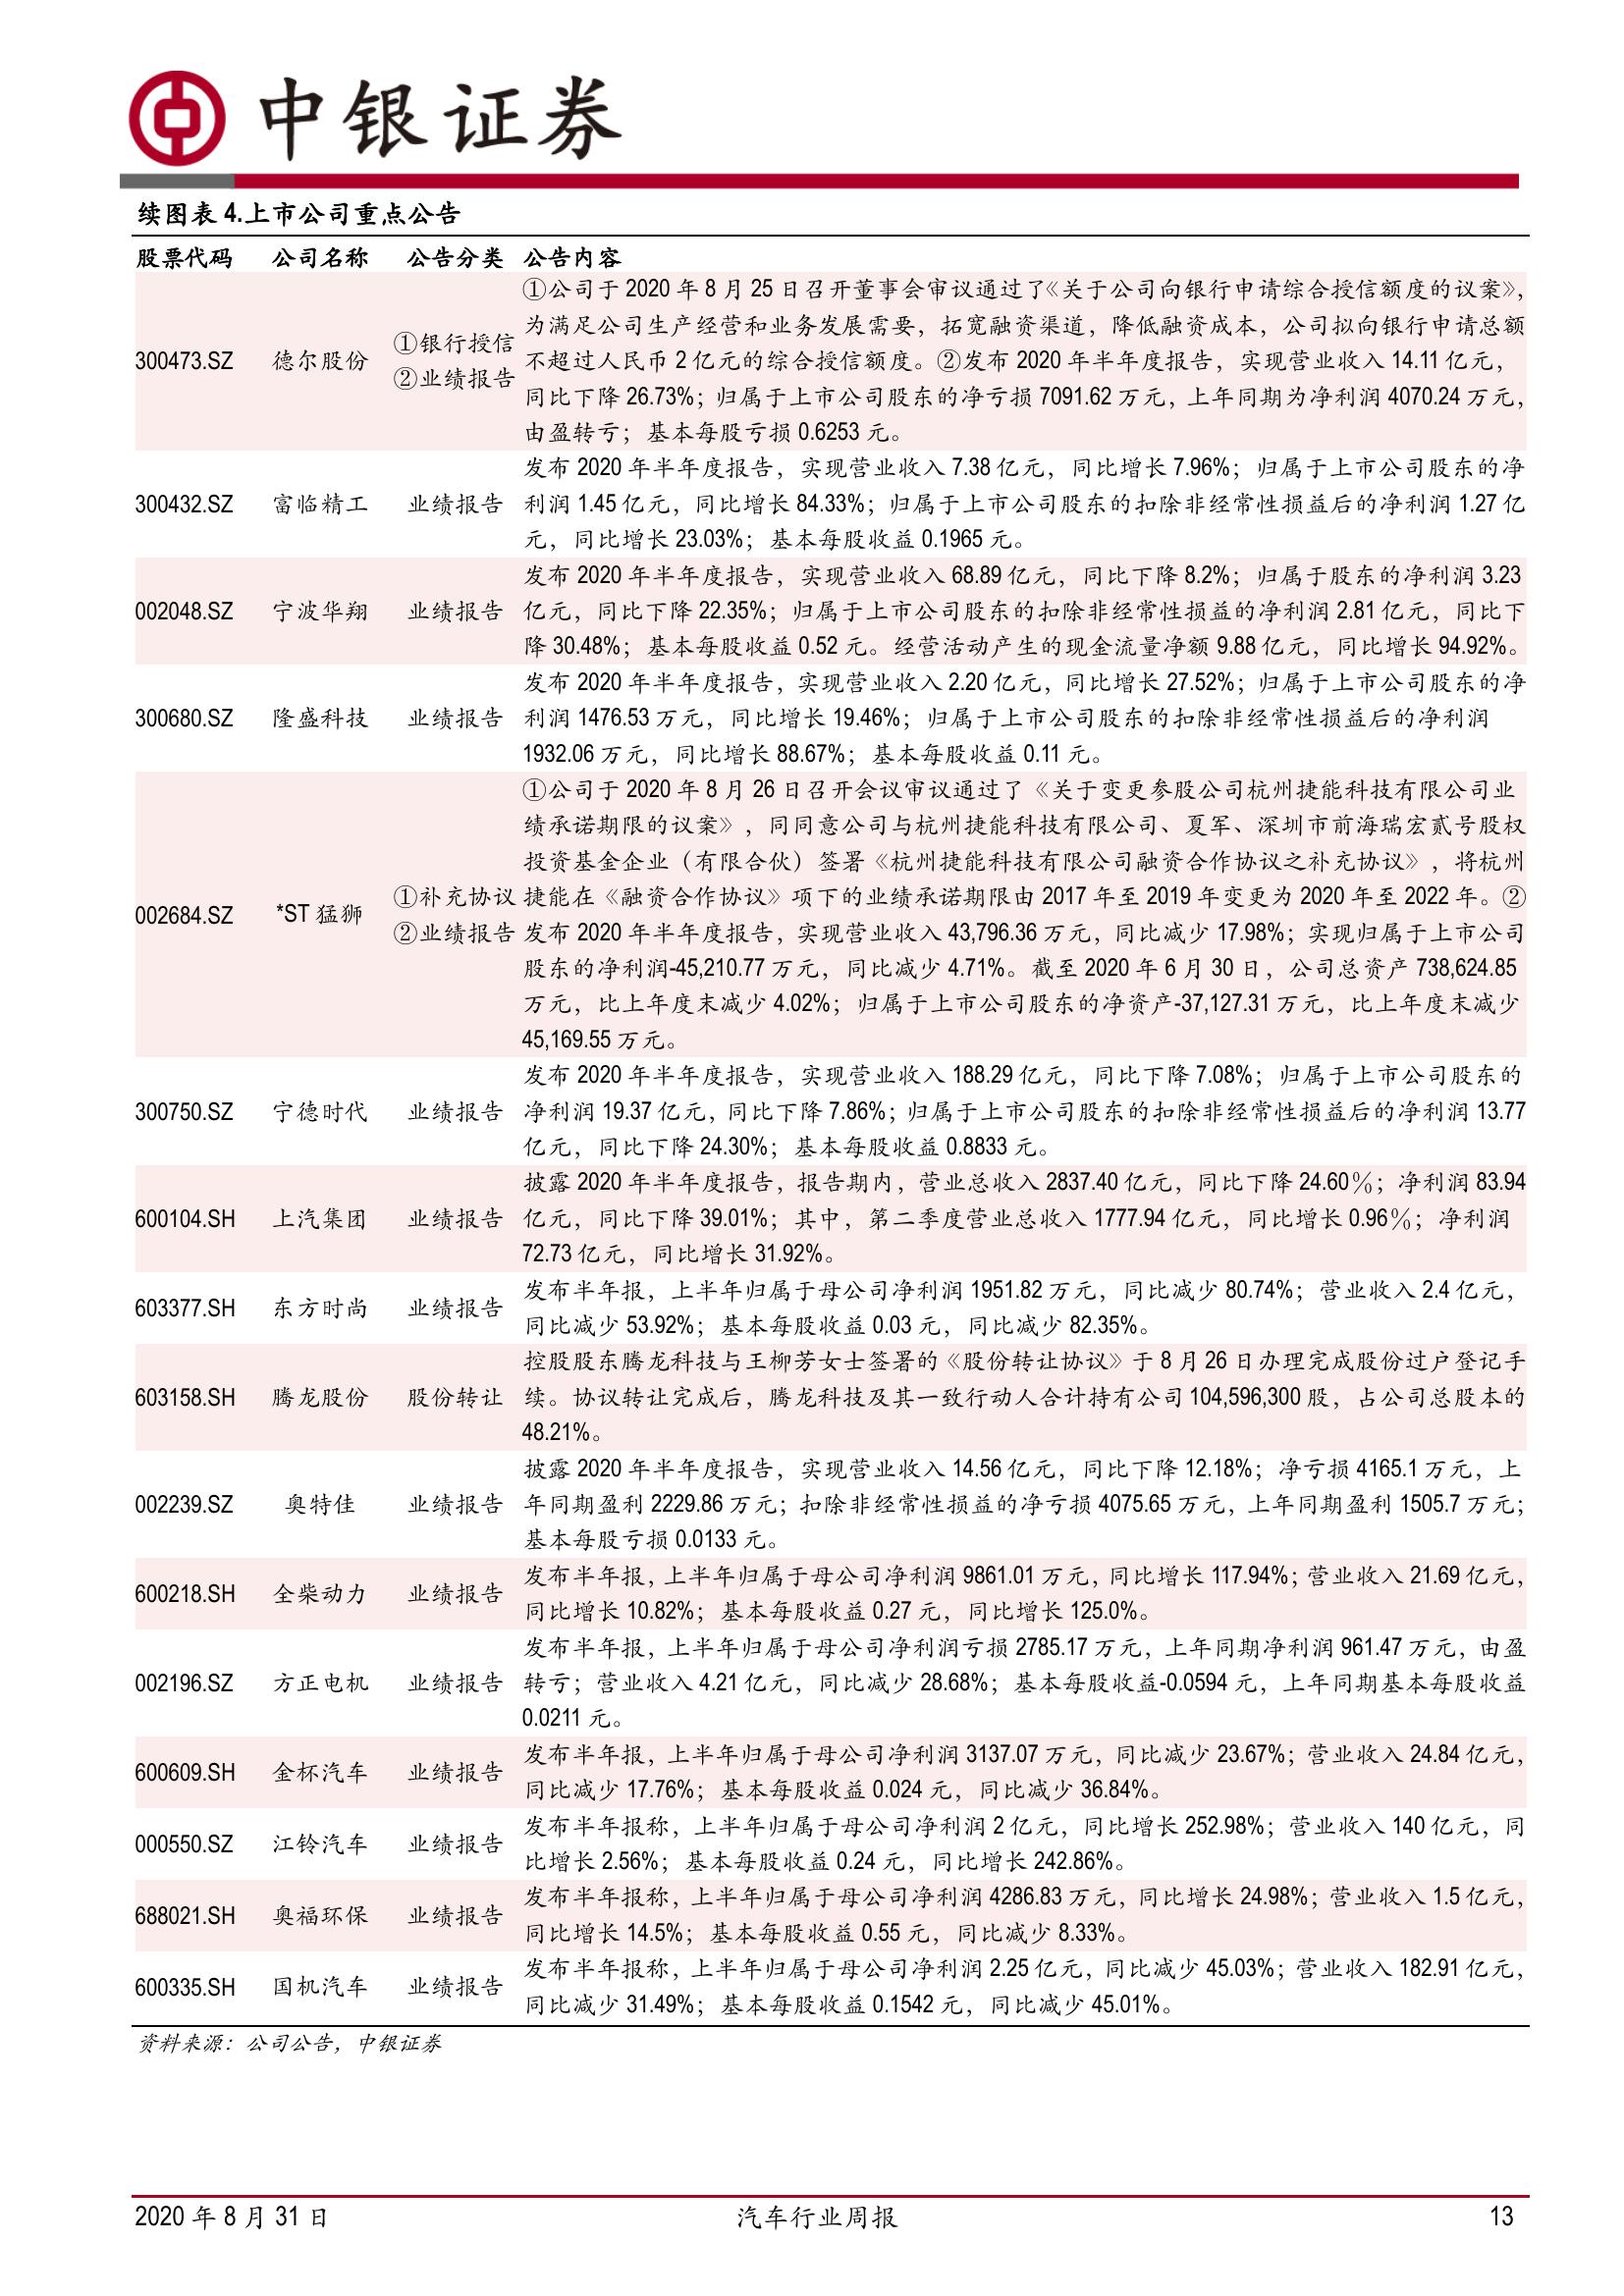 中银证券
续图表 4.上市公司重点公告
股票代码 公司名称 公告分类 公告内容
300473.SZ 德尔股份 ①银行授信 ②业绩报告
①公司于 2020 年 8 月 25 日召开董事会审议通过了《关于公司向银行申请综合授信额度的议案》，
为满足公司生产经营和业务发展需要，拓宽融资渠道，降低融资成本，公司拟向银行申请总额
不超过人民币 2 亿元的综合授信额度。②发布 2020 年半年度报告，实现营业收入 14.11 亿元，
同比下降 26.73%；归属于上市公司股东的净亏损 7091.62 万元，上年同期为净利润 4070.24 万元，
由盈转亏；基本每股亏损 0.6253 元。
300432.SZ 富临精工 业绩报告
发布 2020 年半年度报告，实现营业收入 7.38 亿元，同比增长 7.96%；归属于上市公司股东的净
利润 1.45 亿元，同比增长 84.33%；归属于上市公司股东的扣除非经常性损益后的净利润 1.27 亿
元，同比增长 23.03%；基本每股收益 0.1965 元。
002048.SZ 宁波华翔 业绩报告
发布 2020 年半年度报告，实现营业收入 68.89 亿元，同比下降 8.2%；归属于股东的净利润 3.23
亿元，同比下降 22.35%；归属于上市公司股东的扣除非经常性损益的净利润 2.81 亿元，同比下
降 30.48%；基本每股收益 0.52 元。经营活动产生的现金流量净额 9.88 亿元，同比增长 94.92%。
300680.SZ 隆盛科技 业绩报告
发布 2020 年半年度报告，实现营业收入 2.20 亿元，同比增长 27.52%；归属于上市公司股东的净
利润 1476.53 万元，同比增长 19.46%；归属于上市公司股东的扣除非经常性损益后的净利润
1932.06 万元，同比增长 88.67%；基本每股收益 0.11 元。
002684.SZ *ST 猛狮 ①补充协议 ②业绩报告
①公司于 2020 年 8 月 26 日召开会议审议通过了《关于变更参股公司杭州捷能科技有限公司业
绩承诺期限的议案》，同同意公司与杭州捷能科技有限公司、夏军、深圳市前海瑞宏贰号股权
投资基金企业（有限合伙）签署《杭州捷能科技有限公司融资合作协议之补充协议》，将杭州
捷能在《融资合作协议》项下的业绩承诺期限由 2017 年至 2019 年变更为 2020 年至 2022 年。②
发布 2020 年半年度报告，实现营业收入 43,796.36 万元，同比减少 17.98%；实现归属于上市公司
股东的净利润-45,210.77 万元，同比减少 4.71%。截至 2020 年 6 月 30 日，公司总资产 738,624.85
万元，比上年度末减少 4.02%；归属于上市公司股东的净资产-37,127.31 万元，比上年度末减少
45,169.55 万元。
300750.SZ 宁德时代 业绩报告
发布 2020 年半年度报告，实现营业收入 188.29 亿元，同比下降 7.08%；归属于上市公司股东的
净利润 19.37 亿元，同比下降 7.86%；归属于上市公司股东的扣除非经常性损益后的净利润 13.77
亿元，同比下降 24.30%；基本每股收益 0.8833 元。
600104.SH 上汽集团 业绩报告
披露 2020 年半年度报告，报告期内，营业总收入 2837.40 亿元，同比下降 24.60％；净利润 83.94
亿元，同比下降 39.01%；其中，第二季度营业总收入 1777.94 亿元，同比增长 0.96％；净利润
72.73 亿元，同比增长 31.92%。
603377.SH 东方时尚 业绩报告
发布半年报，上半年归属于母公司净利润 1951.82 万元，同比减少 80.74%；营业收入 2.4 亿元，
同比减少 53.92%；基本每股收益 0.03 元，同比减少 82.35%。
603158.SH 腾龙股份 股份转让
控股股东腾龙科技与王柳芳女士签署的《股份转让协议》于 8 月 26 日办理完成股份过户登记手
续。协议转让完成后，腾龙科技及其一致行动人合计持有公司 104,596,300 股，占公司总股本的
48.21%。
002239.SZ 奥特佳 业绩报告
披露 2020 年半年度报告，实现营业收入 14.56 亿元，同比下降 12.18%；净亏损 4165.1 万元，上
年同期盈利 2229.86 万元；扣除非经常性损益的净亏损 4075.65 万元，上年同期盈利 1505.7 万元；
基本每股亏损 0.0133 元。
600218.SH 全柴动力 业绩报告
发布半年报，上半年归属于母公司净利润 9861.01 万元，同比增长 117.94%；营业收入 21.69 亿元，
同比增长 10.82%；基本每股收益 0.27 元，同比增长 125.0%。
002196.SZ 方正电机 业绩报告
发布半年报，上半年归属于母公司净利润亏损 2785.17 万元，上年同期净利润 961.47 万元，由盈
转亏；营业收入 4.21 亿元，同比减少 28.68%；基本每股收益-0.0594 元，上年同期基本每股收益
0.0211 元。
600609.SH 金杯汽车 业绩报告
发布半年报，上半年归属于母公司净利润 3137.07 万元，同比减少 23.67%；营业收入 24.84 亿元，
同比减少 17.76%；基本每股收益 0.024 元，同比减少 36.84%。
000550.SZ 江铃汽车 业绩报告
发布半年报称，上半年归属于母公司净利润 2 亿元，同比增长 252.98%；营业收入 140 亿元，同
比增长 2.56%；基本每股收益 0.24 元，同比增长 242.86%。
688021.SH 奥福环保 业绩报告
发布半年报称，上半年归属于母公司净利润 4286.83 万元，同比增长 24.98%；营业收入 1.5 亿元，
同比增长 14.5%；基本每股收益 0.55 元，同比减少 8.33%。
600335.SH 国机汽车 业绩报告
发布半年报称，上半年归属于母公司净利润 2.25 亿元，同比减少 45.03%；营业收入 182.91 亿元，
同比减少 31.49%；基本每股收益 0.1542 元，同比减少 45.01%。
资料来源：公司公告，中银证券
2020 年 8 月 31 日 汽车行业周报 13